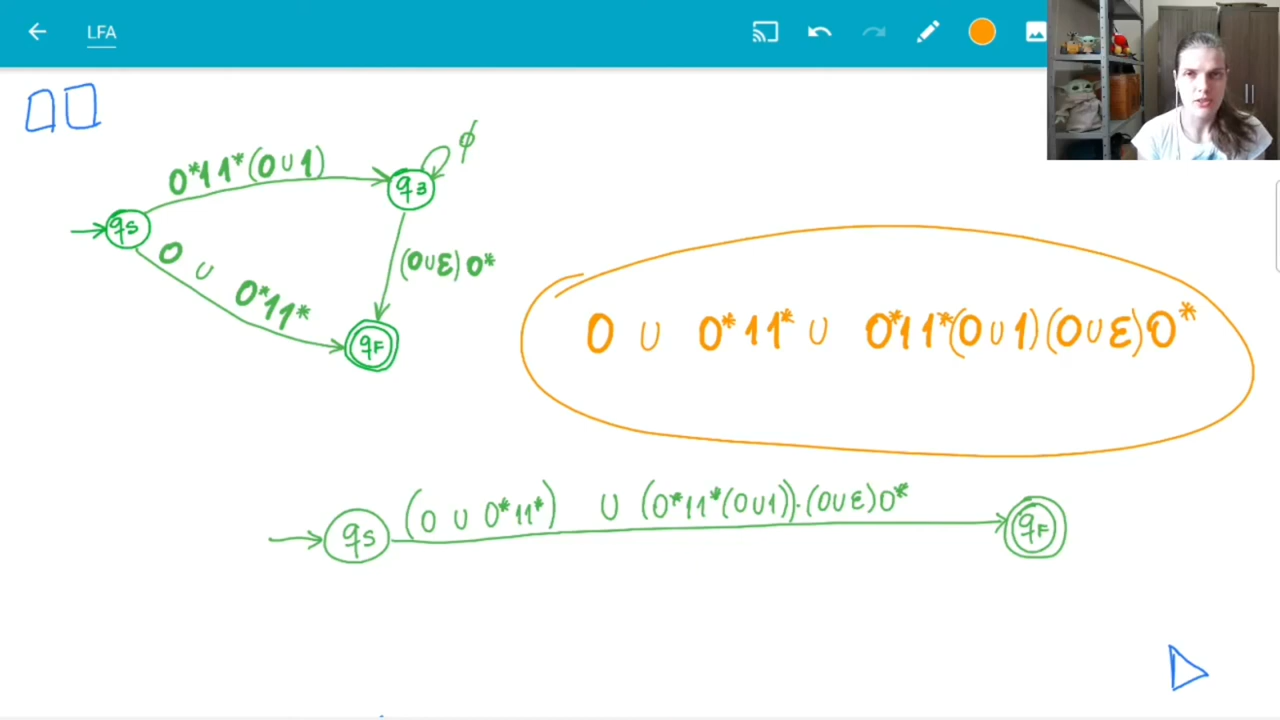 LFA
0*11*(0∪1)
φ
q3
qs
0 ∪ 0*11*
(0∪ε)0*
qF
0 ∪ 0*11* ∪ 0*11*(0∪1)(0∪ε)0*
(0 ∪ 0*11*) ∪ (0*11*(0∪1))·(0∪ε)0*
qs
qF